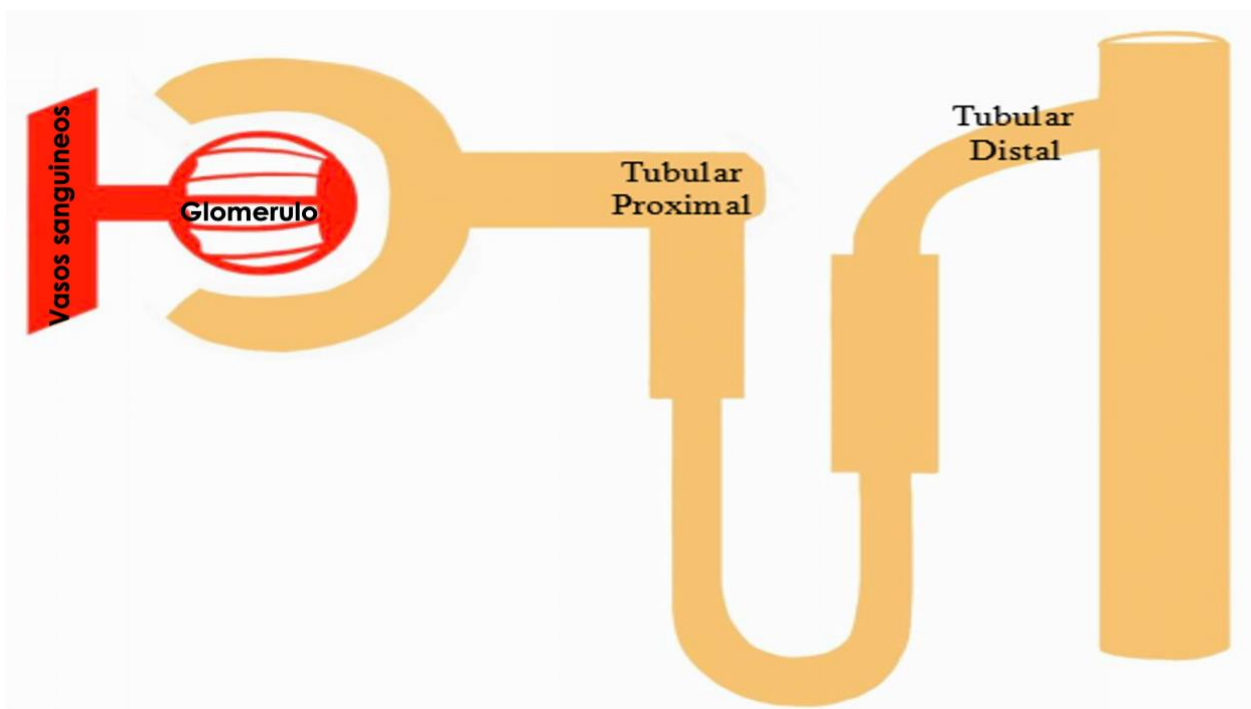 Vasos sanguineos
Glomerulo
Tubular
Proximal
Tubular
Distal